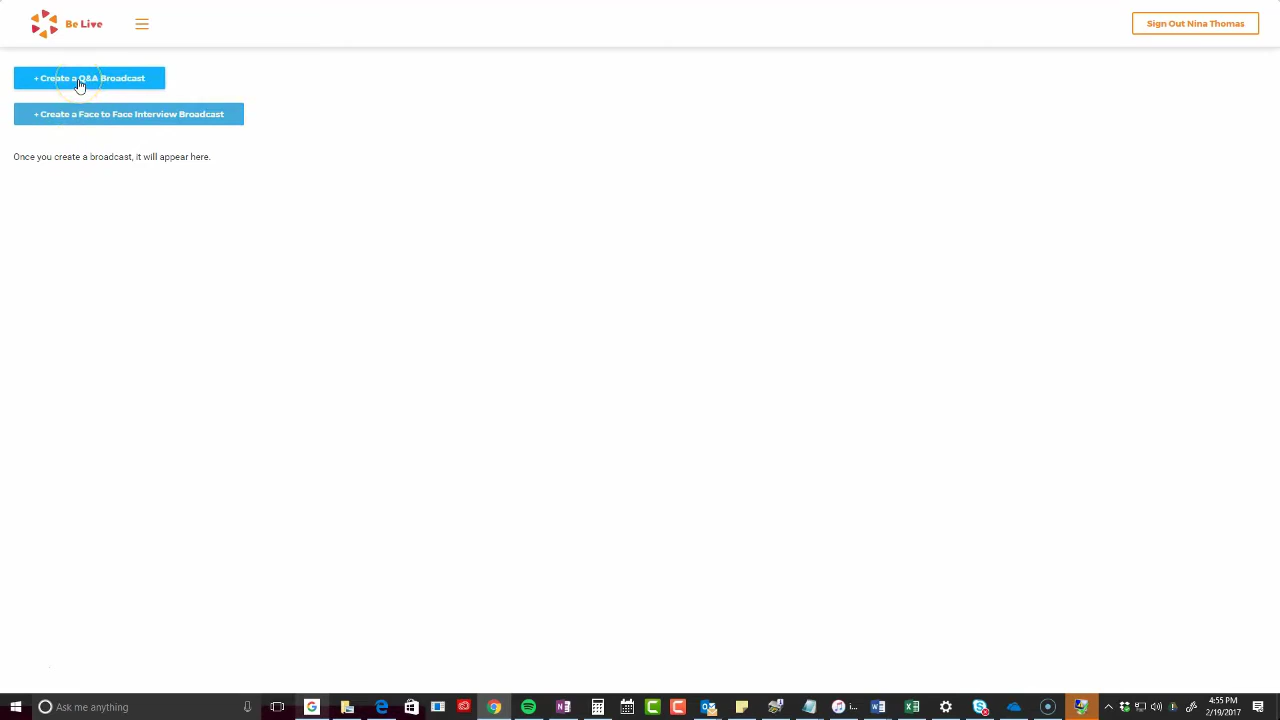 Be Live
Sign Out Nina Thomas
+ Create a Q&A Broadcast
+ Create a Face to Face Interview Broadcast
Once you create a broadcast, it will appear here.
Ask me anything
4:55 PM
2/19/2017